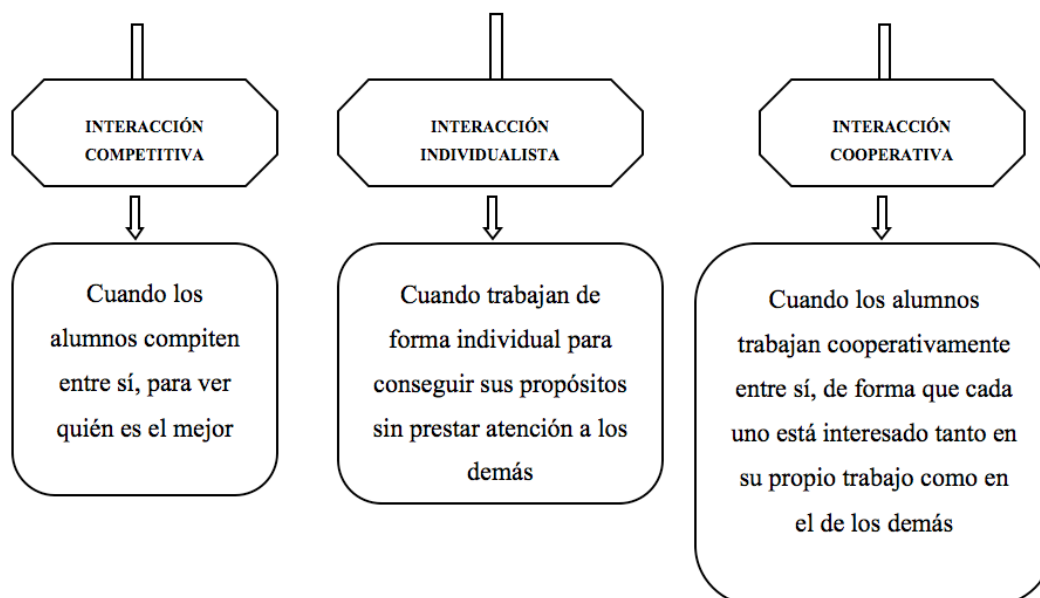 INTERACCIÓN
COMPETITIVA
INTERACCIÓN
INDIVIDUALISTA
INTERACCIÓN
COOPERATIVA
Cuando los
alumnos compiten
entre sí, para ver
quién es el mejor
Cuando trabajan de
forma individual para
conseguir sus propósitos
sin prestar atención a los
demás
Cuando los alumnos
trabajan cooperativamente
entre sí, de forma que cada
uno está interesado tanto en
su propio trabajo como en
el de los demás